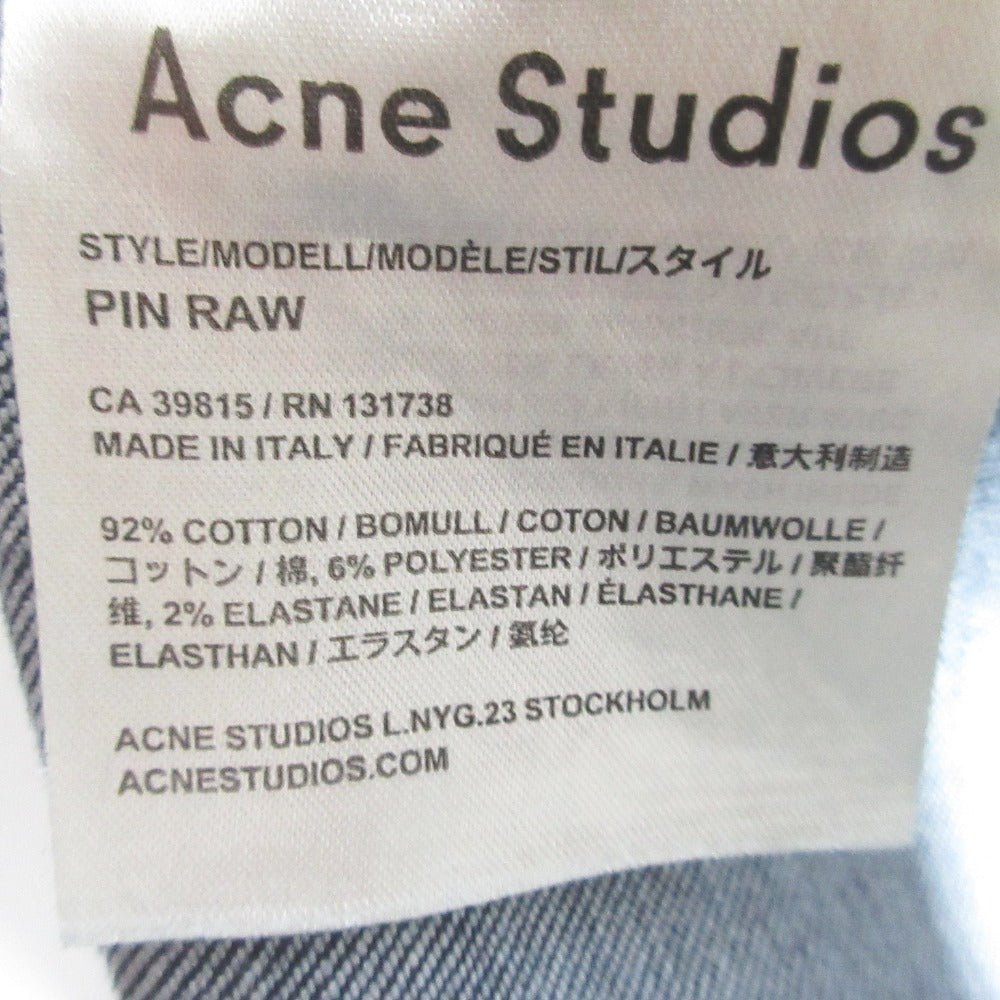 Acne Studios
STYLE/MODELL/MODÈLE/STIL/スタイル
PIN RAW
CA 39815 / RN 131738
MADE IN ITALY / FABRIQUÉ EN ITALIE / 意大利制造
92% COTTON / BOMULL / COTON / BAUMWOLLE /
コットン / 棉, 6% POLYESTER / ポリエステル / 聚酯纤
维, 2% ELASTANE / ELASTAN / ÉLASTHANE /
ELASTHAN / エラスタン / 氨纶
ACNE STUDIOS L.NYG.23 STOCKHOLM
ACNESTUDIOS.COM